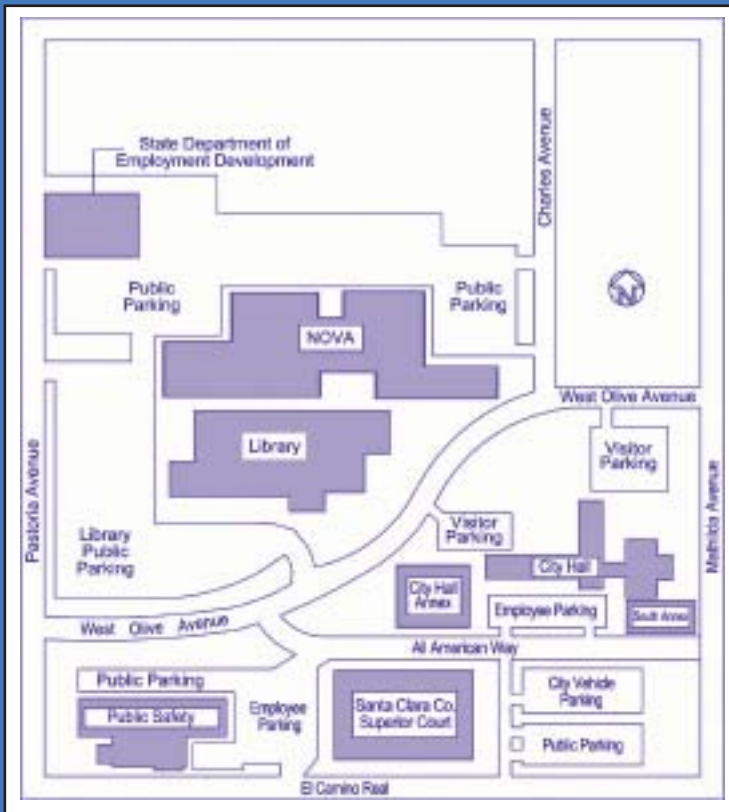 State Department of
Employment Development
Charles Avenue
Public
Parking
Public
Parking
N
NOVA
West Olive Avenue
Library
Visitor
Parking
Pastoria Avenue
Mathilda Avenue
Library
Public
Parking
Visitor
Parking
City Hall
City Hall
Annex
Employee Parking
South Annex
West Olive Avenue
All American Way
Public Parking
Public Safety
Employee
Parking
Santa Clara Co.
Superior Court
City Vehicle
Parking
Public Parking
El Camino Real